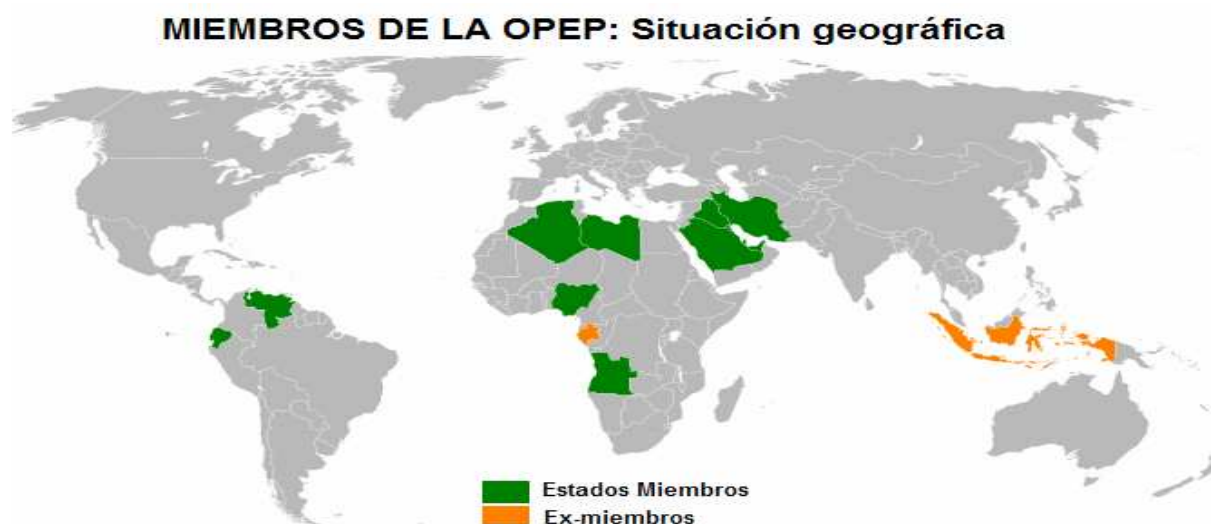 MIEMBROS DE LA OPEP: Situación geográfica
Estados Miembros
Ex-miembros